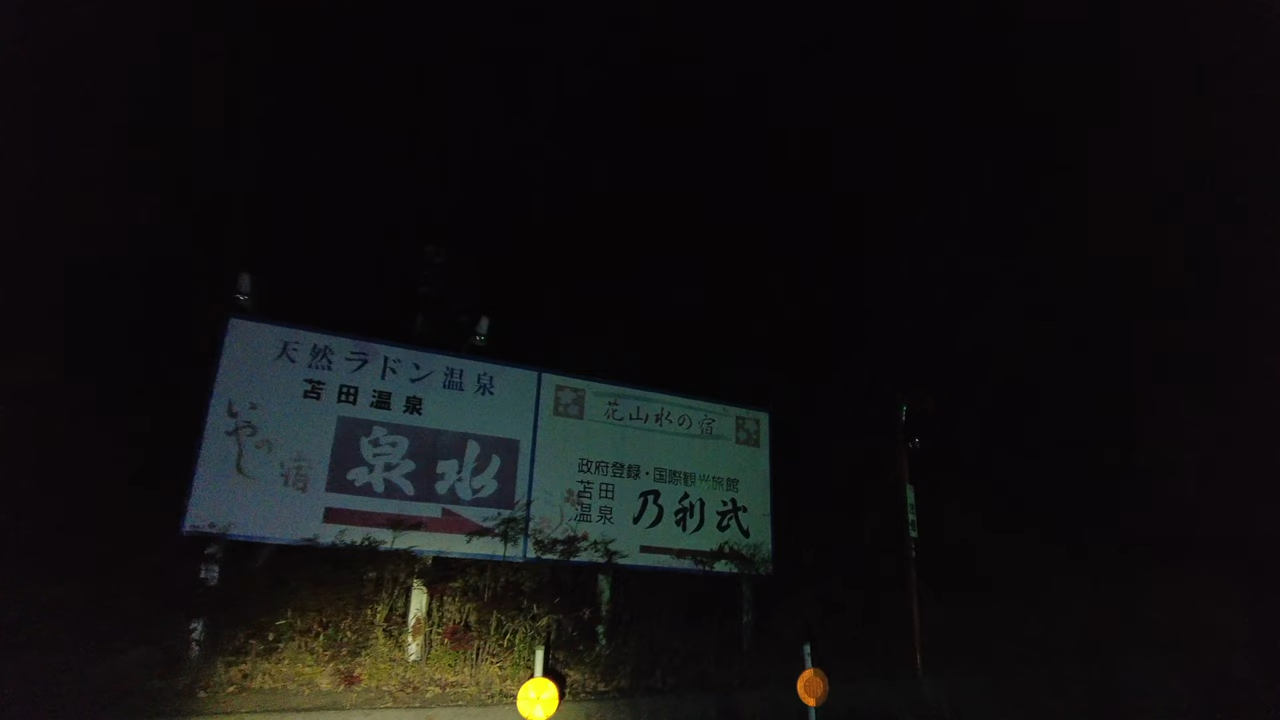 天然ラドン温泉
苫田温泉
いやしの宿
泉水
花山水の宿
政府登録・国際観光旅館
苫田
温泉
乃利武